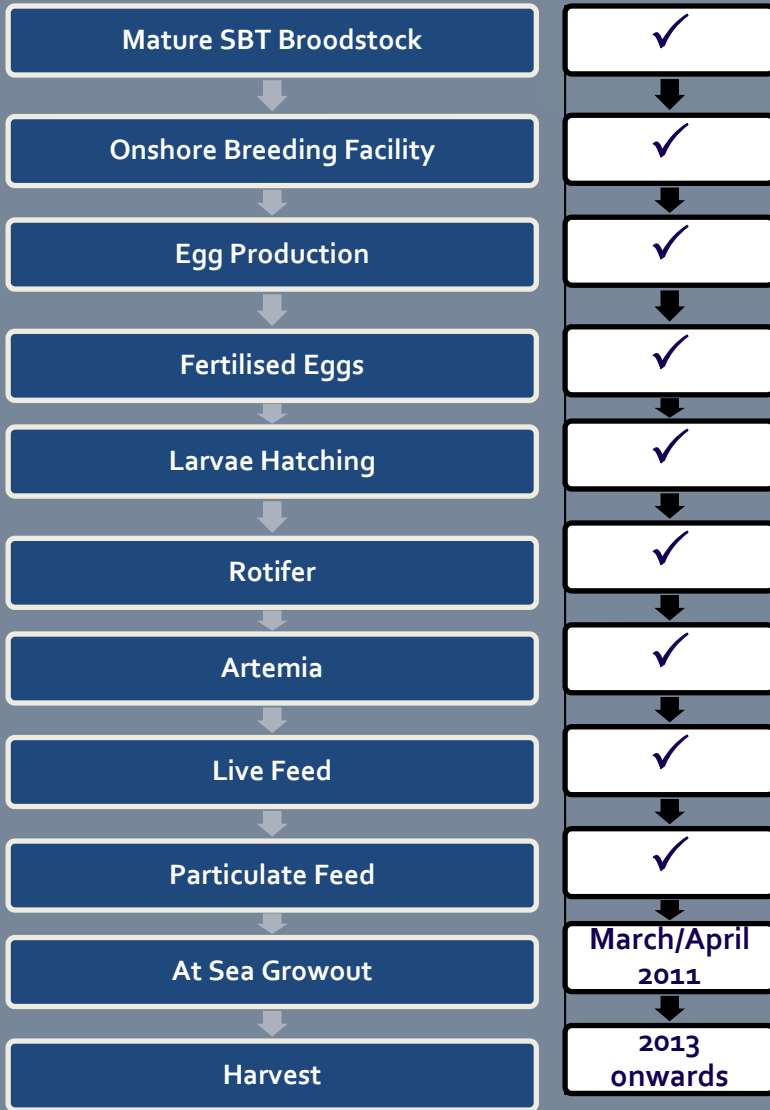 Mature SBT Broodstock
✓
Onshore Breeding Facility
✓
Egg Production
✓
Fertilised Eggs
✓
Larvae Hatching
✓
Rotifer
✓
Artemia
✓
Live Feed
✓
Particulate Feed
✓
At Sea Growout
March/April
2011
Harvest
2013
onwards